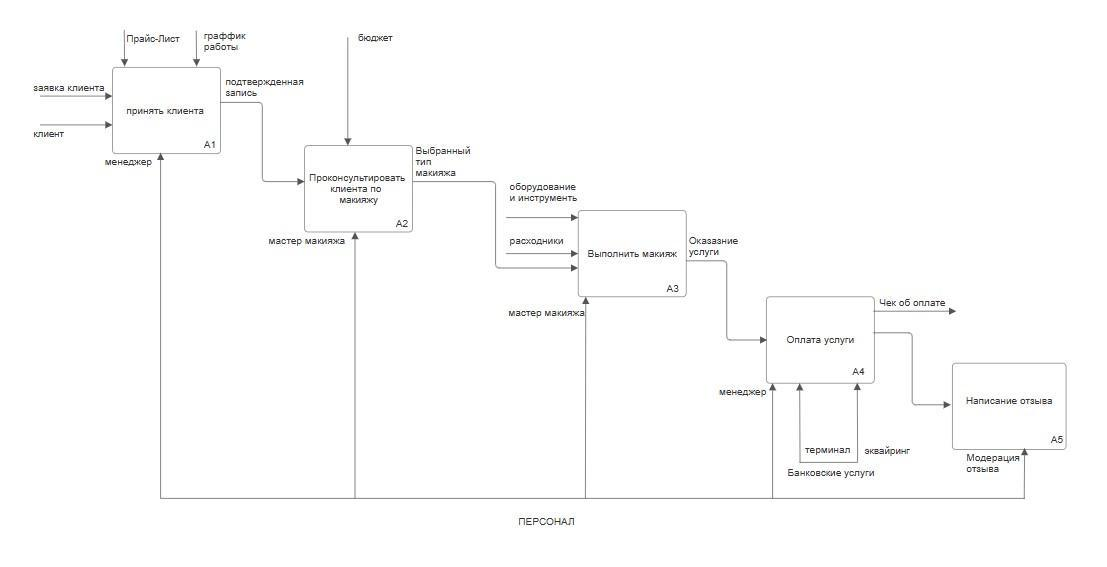 Прайс-Лист
граффик
работы
бюджет
заявка клиента
клиент
принять клиента
A1
подтвержденная
запись
менеджер
Проконсультировать
клиента по
макияжу
A2
Выбранный
тип
макияжа
мастер макияжа
оборудование
и инструменть
расходники
Выполнить макияж
A3
Оказазние
услуги
мастер макияжа
Оплата услуги
A4
Чек об оплате
менеджер
терминал
эквайринг
Банковские услуги
Написание отзыва
A5
Модерация
отзыва
ПЕРСОНАЛ